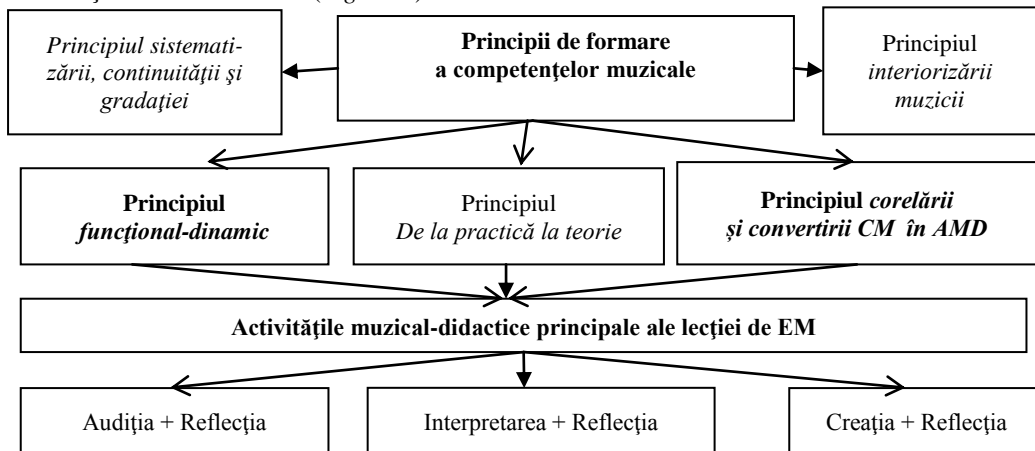 Principiul sistemati-
zării, continuităţii şi
gradaţiei
Principii de formare
a competenţelor muzicale
Principiul
interiorizării
muzicii
Principiul
funcţional-dinamic
Principiul
De la practică la teorie
Principiul corelării
și convertirii CM în AMD
Activităţile muzical-didactice principale ale lecţiei de EM
Audiţia + Reflecţia
Interpretarea + Reflecţia
Creaţia + Reflecţia